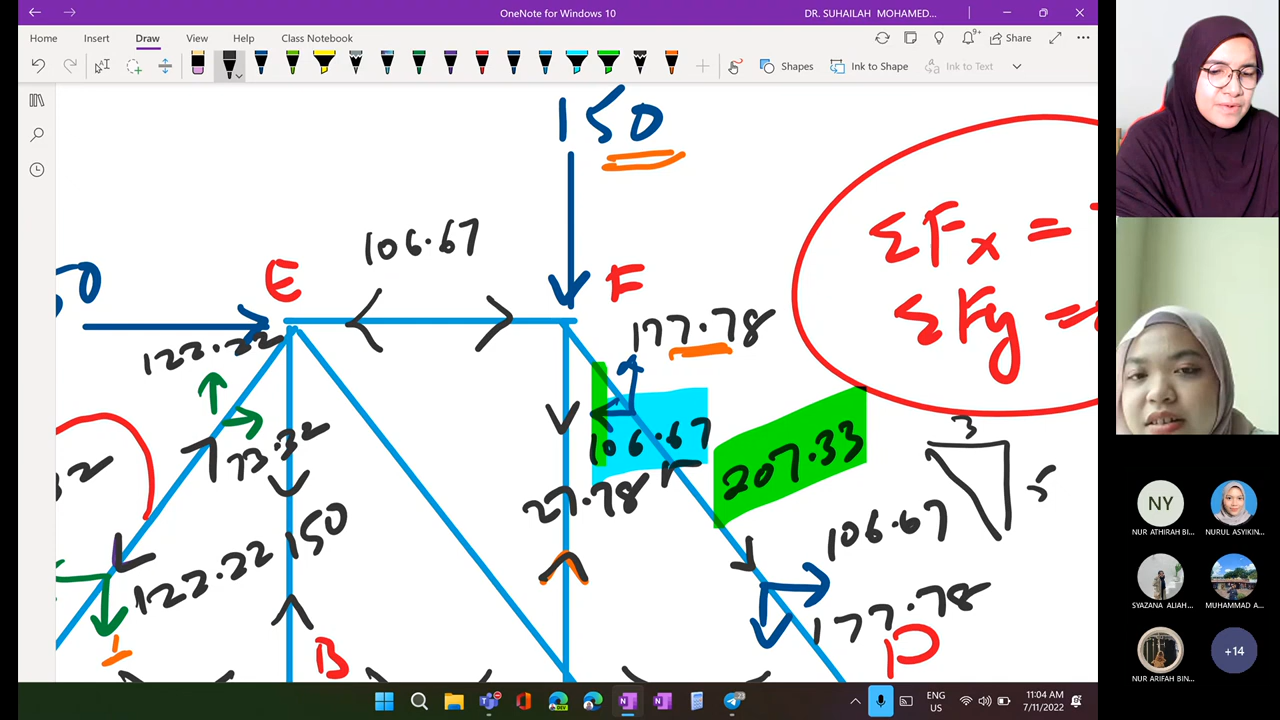 OneNote for Windows 10
DR. SUHAILAH MOHAMED...
Home Insert Draw View Help Class Notebook
Share
Shapes
Ink to Shape
Ink to Text
150
106.67
E
F
50
177.78
122.22
ΣFx =
ΣFy =
106.67
73.32
207.33
3
5
27.78
32
150
106.67
122.22
177.78
B
D
NY
NUR ATHIRAH BI...
NURUL ASYIKIN...
SYAZANA ALIAH...
MUHAMMAD A...
NUR ARIFAH BIN...
+14
ENG
US
11:04 AM
7/11/2022